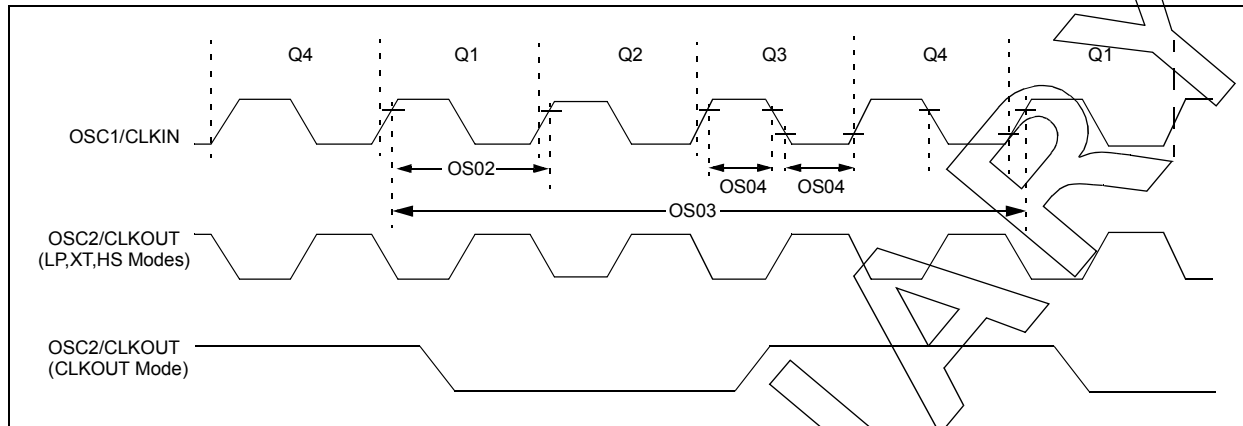 Q4 Q1 Q2 Q3 Q4 Q1
OSC1/CLKIN
OS02
OS04 OS04
OS03
OSC2/CLKOUT
(LP,XT,HS Modes)
OSC2/CLKOUT
(CLKOUT Mode)